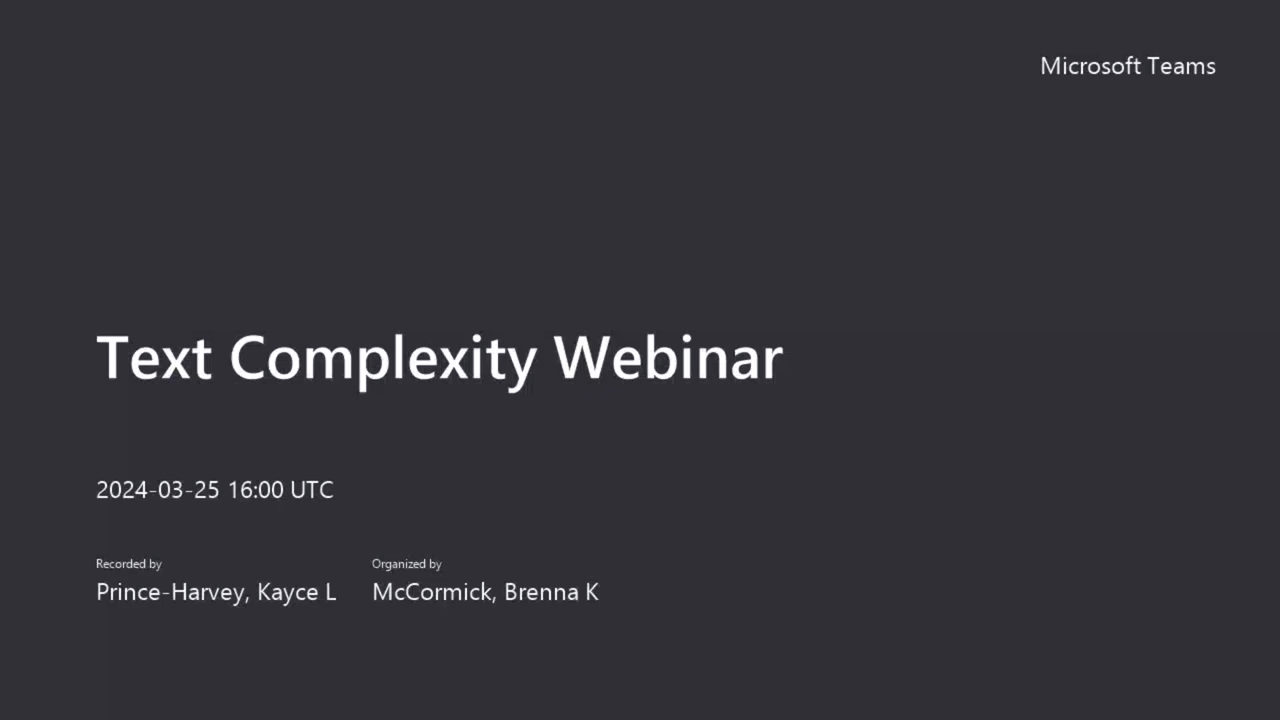 Microsoft Teams
Text Complexity Webinar
2024-03-25 16:00 UTC
Recorded by
Prince-Harvey, Kayce L
Organized by
McCormick, Brenna K